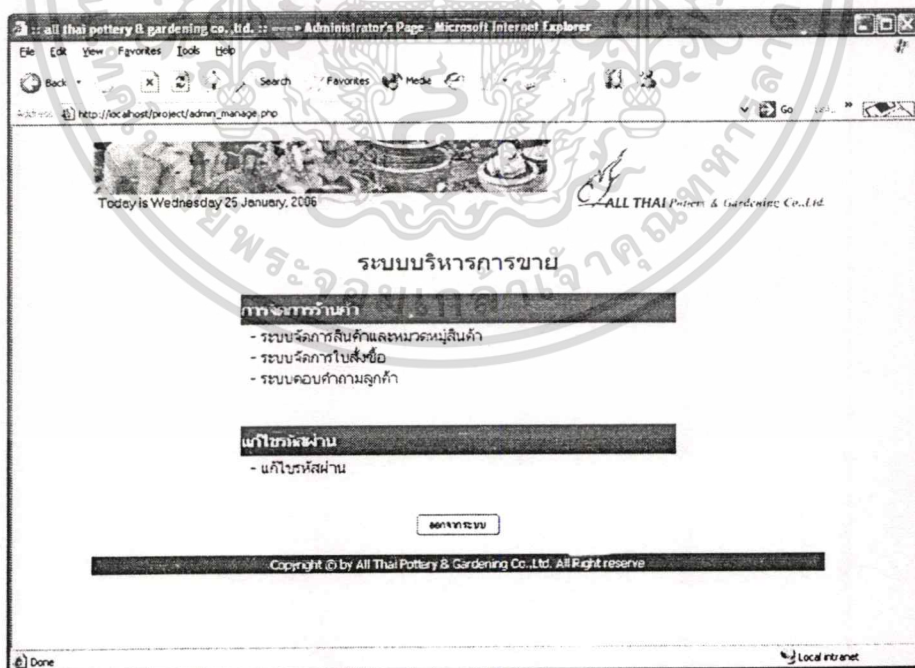 :: all thai pottery & gardening co., ltd. :: ===> Administrator's Page - Microsoft Internet Explorer
File Edit View Favorites Tools Help
Back Search Favorites Media
Address http://localhost/project/admin_manage.php Go Links »
Today is Wednesday 25 January, 2006
ALL THAI Pottery & Gardening Co.,Ltd.
ระบบบริหารการขาย
การจัดการร้านค้า
- ระบบจัดการสินค้าและหมวดหมู่สินค้า
- ระบบจัดการใบสั่งซื้อ
- ระบบตอบคำถามลูกค้า
แก้ไขรหัสผ่าน
- แก้ไขรหัสผ่าน
ออกจากระบบ
Copyright © by All Thai Pottery & Gardening Co.,Ltd. All Right reserve
Done Local intranet